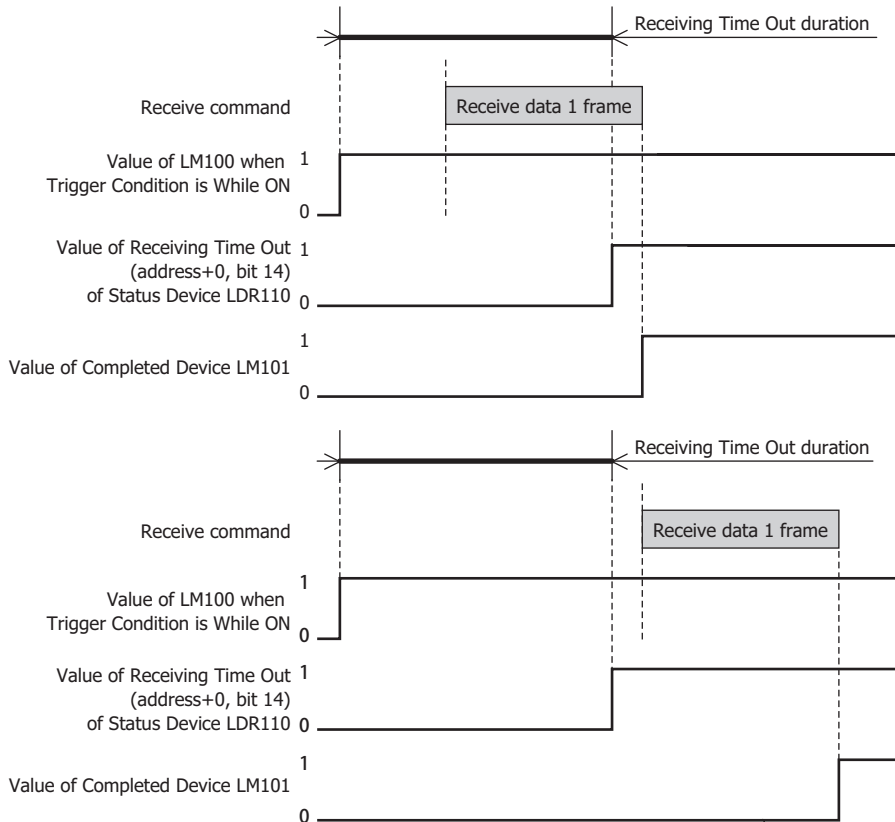 Receiving Time Out duration
Receive command
Receive data 1 frame
Value of LM100 when
Trigger Condition is While ON
1
0
Value of Receiving Time Out
(address+0, bit 14)
of Status Device LDR110
1
0
Value of Completed Device LM101
1
0
Receiving Time Out duration
Receive command
Receive data 1 frame
Value of LM100 when
Trigger Condition is While ON
1
0
Value of Receiving Time Out
(address+0, bit 14)
of Status Device LDR110
1
0
Value of Completed Device LM101
1
0